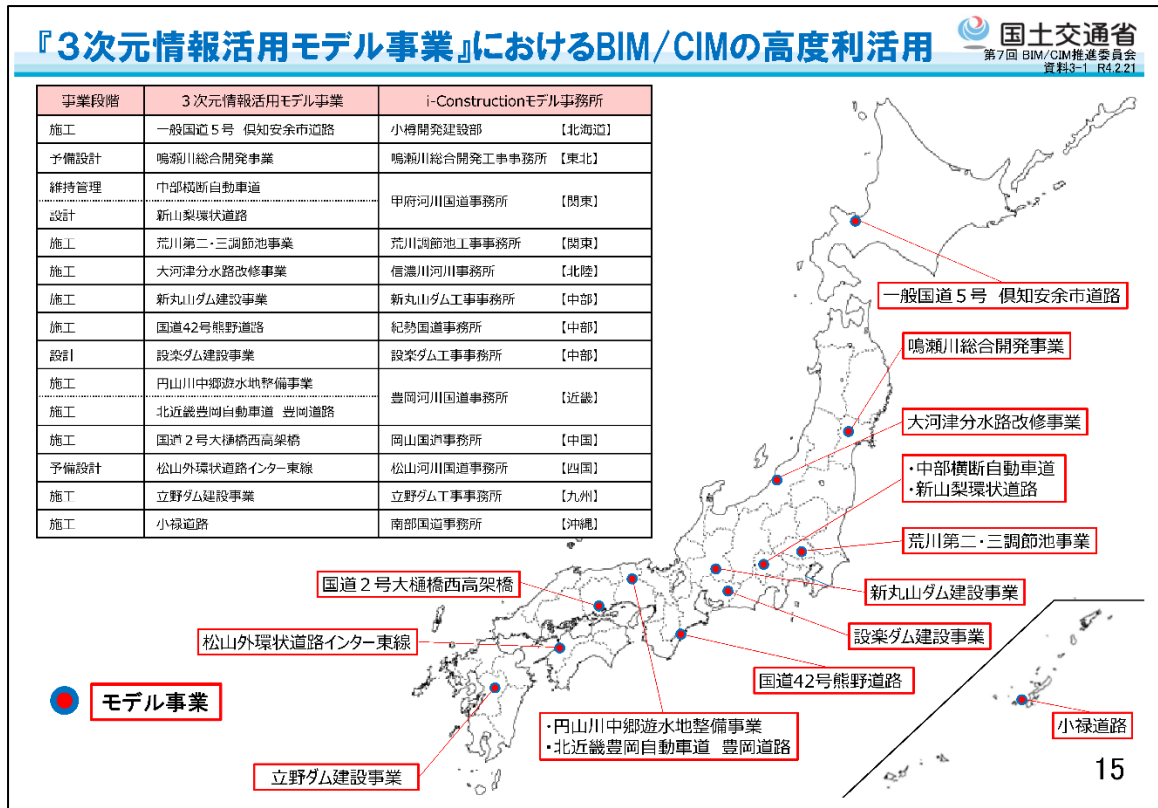 『３次元情報活用モデル事業』におけるBIM/CIMの高度利活用
国土交通省
第7回 BIM/CIM推進委員会
資料3-1 R4.2.21
事業段階 ３次元情報活用モデル事業 i-Constructionモデル事務所
施工 一般国道５号 倶知安余市道路 小樽開発建設部 【北海道】
予備設計 鳴瀬川総合開発事業 鳴瀬川総合開発工事事務所 【東北】
維持管理 中部横断自動車道
甲府河川国道事務所 【関東】
設計 新山梨環状道路
施工 荒川第二・三調節池事業 荒川調節池工事事務所 【関東】
施工 大河津分水路改修事業 信濃川河川事務所 【北陸】
施工 新丸山ダム建設事業 新丸山ダム工事事務所 【中部】
施工 国道42号熊野道路 紀勢国道事務所 【中部】
設計 設楽ダム建設事業 設楽ダム工事事務所 【中部】
施工 円山川中郷遊水地整備事業
豊岡河川国道事務所 【近畿】
施工 北近畿豊岡自動車道 豊岡道路
施工 国道２号大樋橋西高架橋 岡山国道事務所 【中国】
予備設計 松山外環状道路インター東線 松山河川国道事務所 【四国】
施工 立野ダム建設事業 立野ダム工事事務所 【九州】
施工 小禄道路 南部国道事務所 【沖縄】
一般国道５号 倶知安余市道路
鳴瀬川総合開発事業
大河津分水路改修事業
・中部横断自動車道
・新山梨環状道路
荒川第二・三調節池事業
国道２号大樋橋西高架橋
新丸山ダム建設事業
設楽ダム建設事業
松山外環状道路インター東線
国道42号熊野道路
モデル事業
・円山川中郷遊水地整備事業
・北近畿豊岡自動車道 豊岡道路
小禄道路
立野ダム建設事業
15